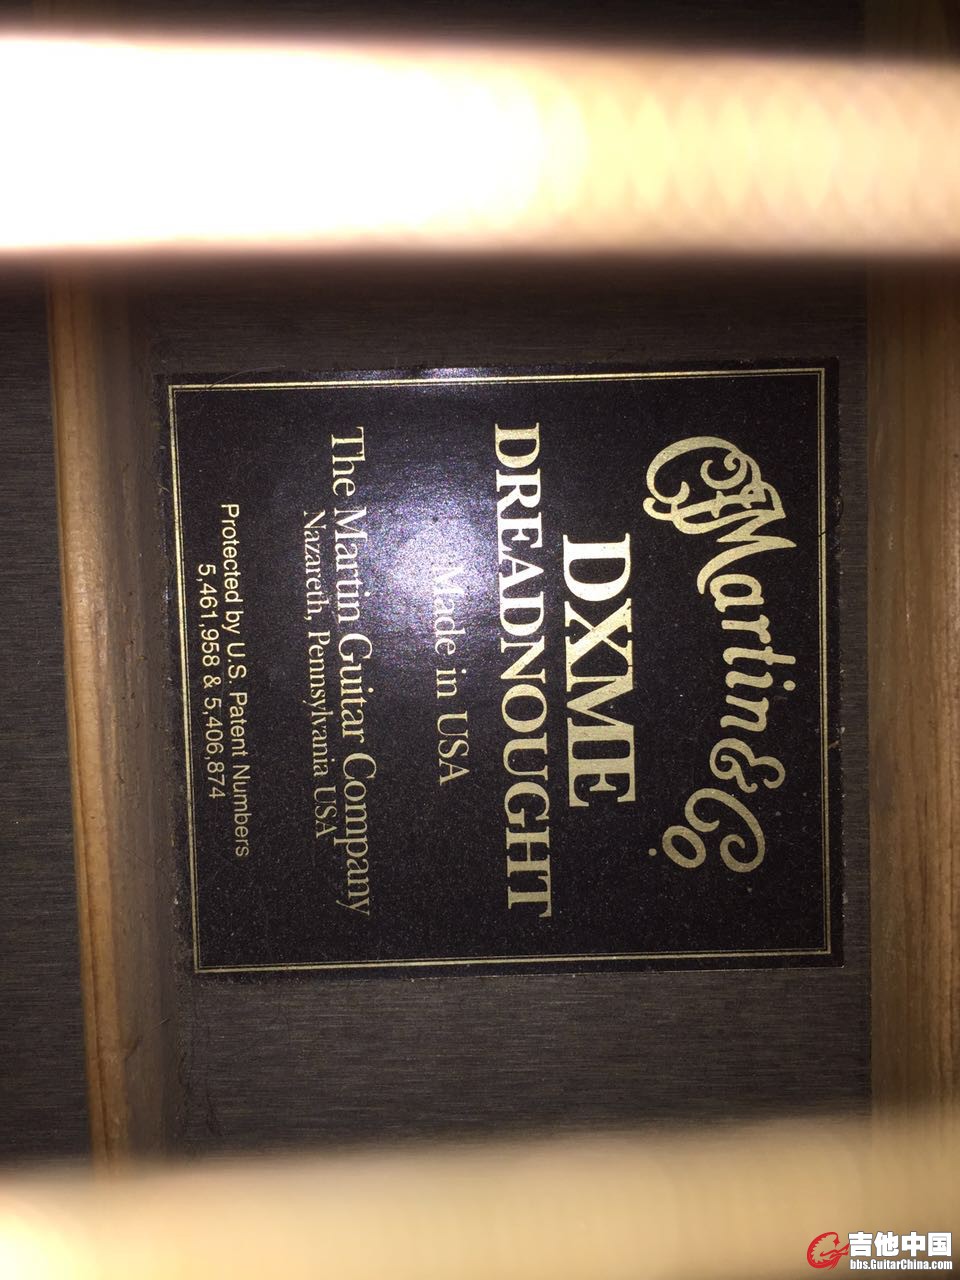 CFMartin & Co.
DXME
DREADNOUGHT
Made in USA
The Martin Guitar Company
Nazareth, Pennsylvania USA
Protected by U.S. Patent Numbers
5,461,958 & 5,406,874
吉他中国
bbs.GuitarChina.com